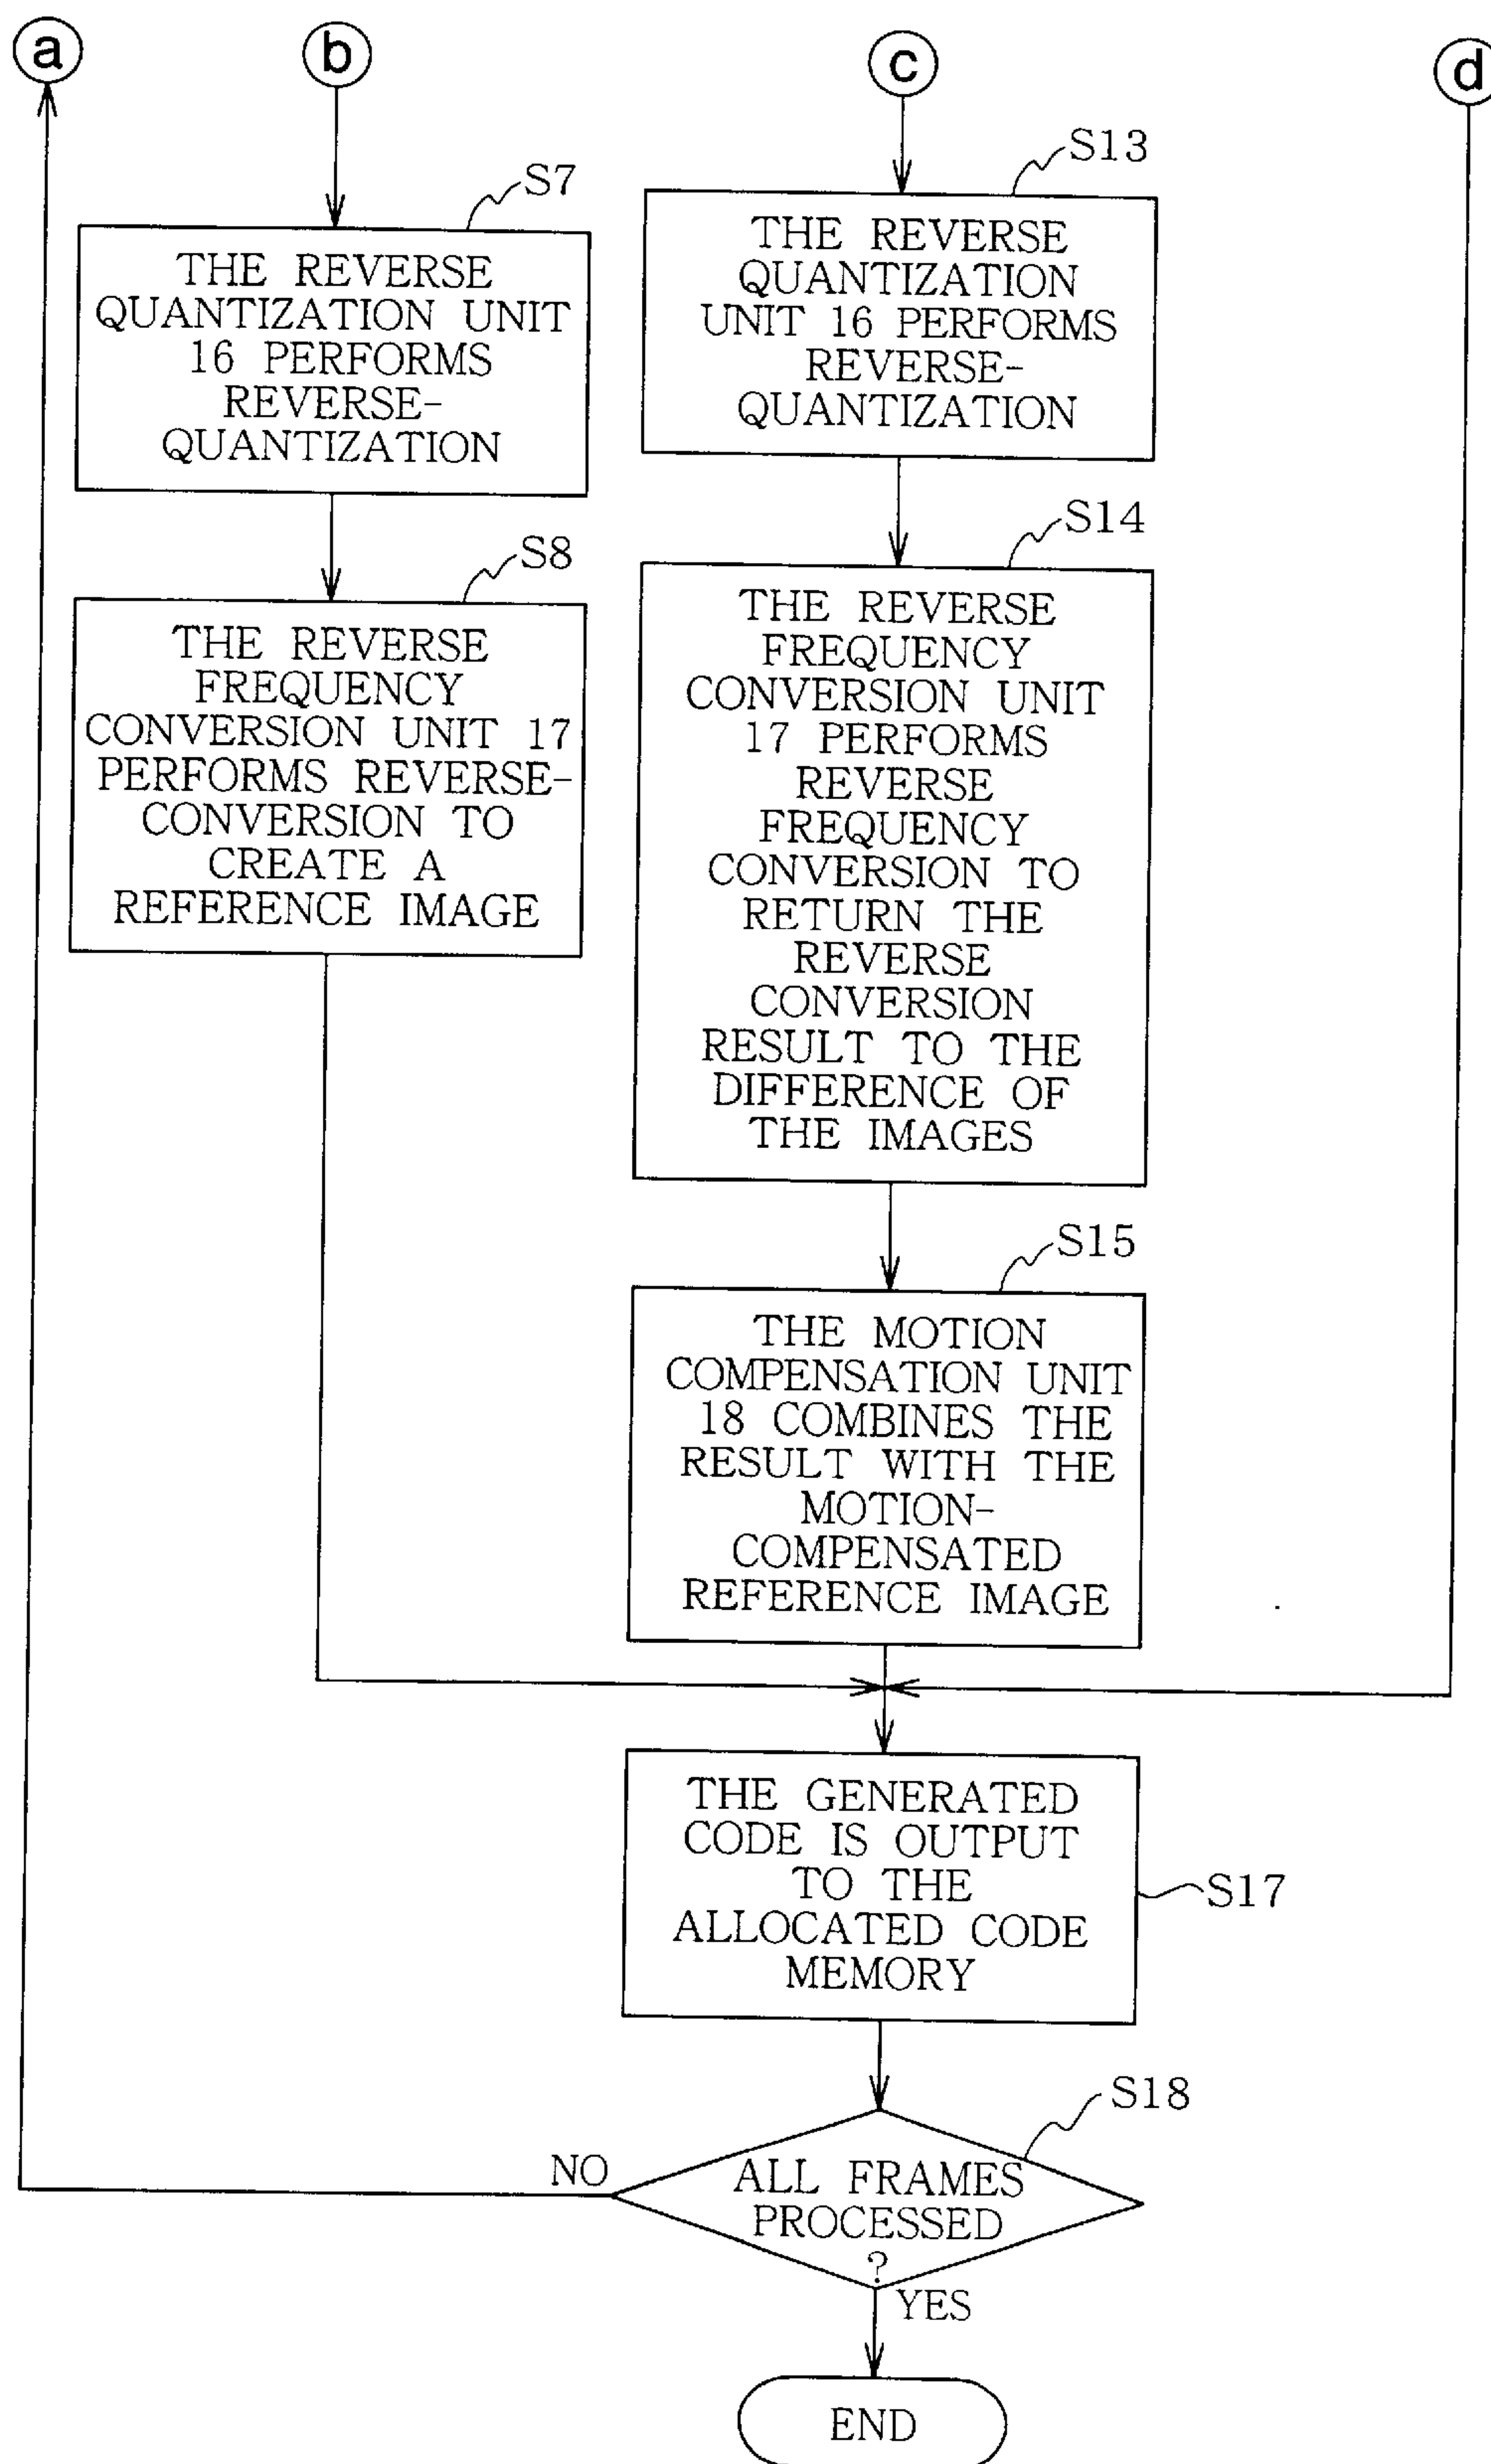 a
b
c
d
S7
THE REVERSE
QUANTIZATION UNIT
16 PERFORMS
REVERSE-
QUANTIZATION
S8
THE REVERSE
FREQUENCY
CONVERSION UNIT 17
PERFORMS REVERSE-
CONVERSION TO
CREATE A
REFERENCE IMAGE
S13
THE REVERSE
QUANTIZATION
UNIT 16 PERFORMS
REVERSE-
QUANTIZATION
S14
THE REVERSE
FREQUENCY
CONVERSION UNIT
17 PERFORMS
REVERSE
FREQUENCY
CONVERSION TO
RETURN THE
REVERSE
CONVERSION
RESULT TO THE
DIFFERENCE OF
THE IMAGES
S15
THE MOTION
COMPENSATION UNIT
18 COMBINES THE
RESULT WITH THE
MOTION-
COMPENSATED
REFERENCE IMAGE
THE GENERATED
CODE IS OUTPUT
TO THE
ALLOCATED CODE
MEMORY
S17
S18
NO
ALL FRAMES
PROCESSED
?
YES
END